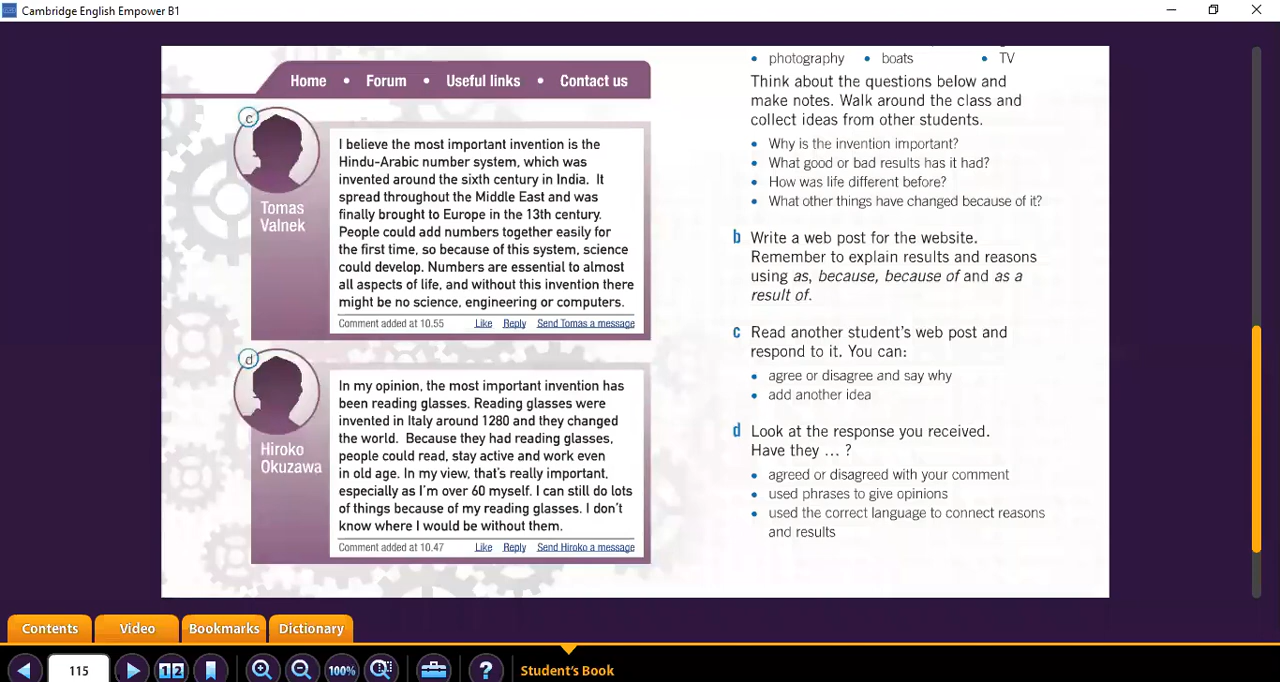 Cambridge English Empower B1
Home • Forum • Useful links • Contact us
c
Tomas
Valnek
I believe the most important invention is the
Hindu-Arabic number system, which was
invented around the sixth century in India. It
spread throughout the Middle East and was
finally brought to Europe in the 13th century.
People could add numbers together easily for
the first time, so because of this system, science
could develop. Numbers are essential to almost
all aspects of life, and without this invention there
might be no science, engineering or computers.
Comment added at 10.55 Like Reply Send Tomas a message
d
Hiroko
Okuzawa
In my opinion, the most important invention has
been reading glasses. Reading glasses were
invented in Italy around 1280 and they changed
the world. Because they had reading glasses,
people could read, stay active and work even
in old age. In my view, that's really important,
especially as I'm over 60 myself. I can still do lots
of things because of my reading glasses. I don't
know where I would be without them.
Comment added at 10.47 Like Reply Send Hiroko a message
• photography • boats • TV
Think about the questions below and
make notes. Walk around the class and
collect ideas from other students.
• Why is the invention important?
• What good or bad results has it had?
• How was life different before?
• What other things have changed because of it?
b Write a web post for the website.
Remember to explain results and reasons
using as, because, because of and as a
result of.
c Read another student's web post and
respond to it. You can:
• agree or disagree and say why
• add another idea
d Look at the response you received.
Have they … ?
• agreed or disagreed with your comment
• used phrases to give opinions
• used the correct language to connect reasons
and results
Contents Video Bookmarks Dictionary
115 12 100% ? Student's Book